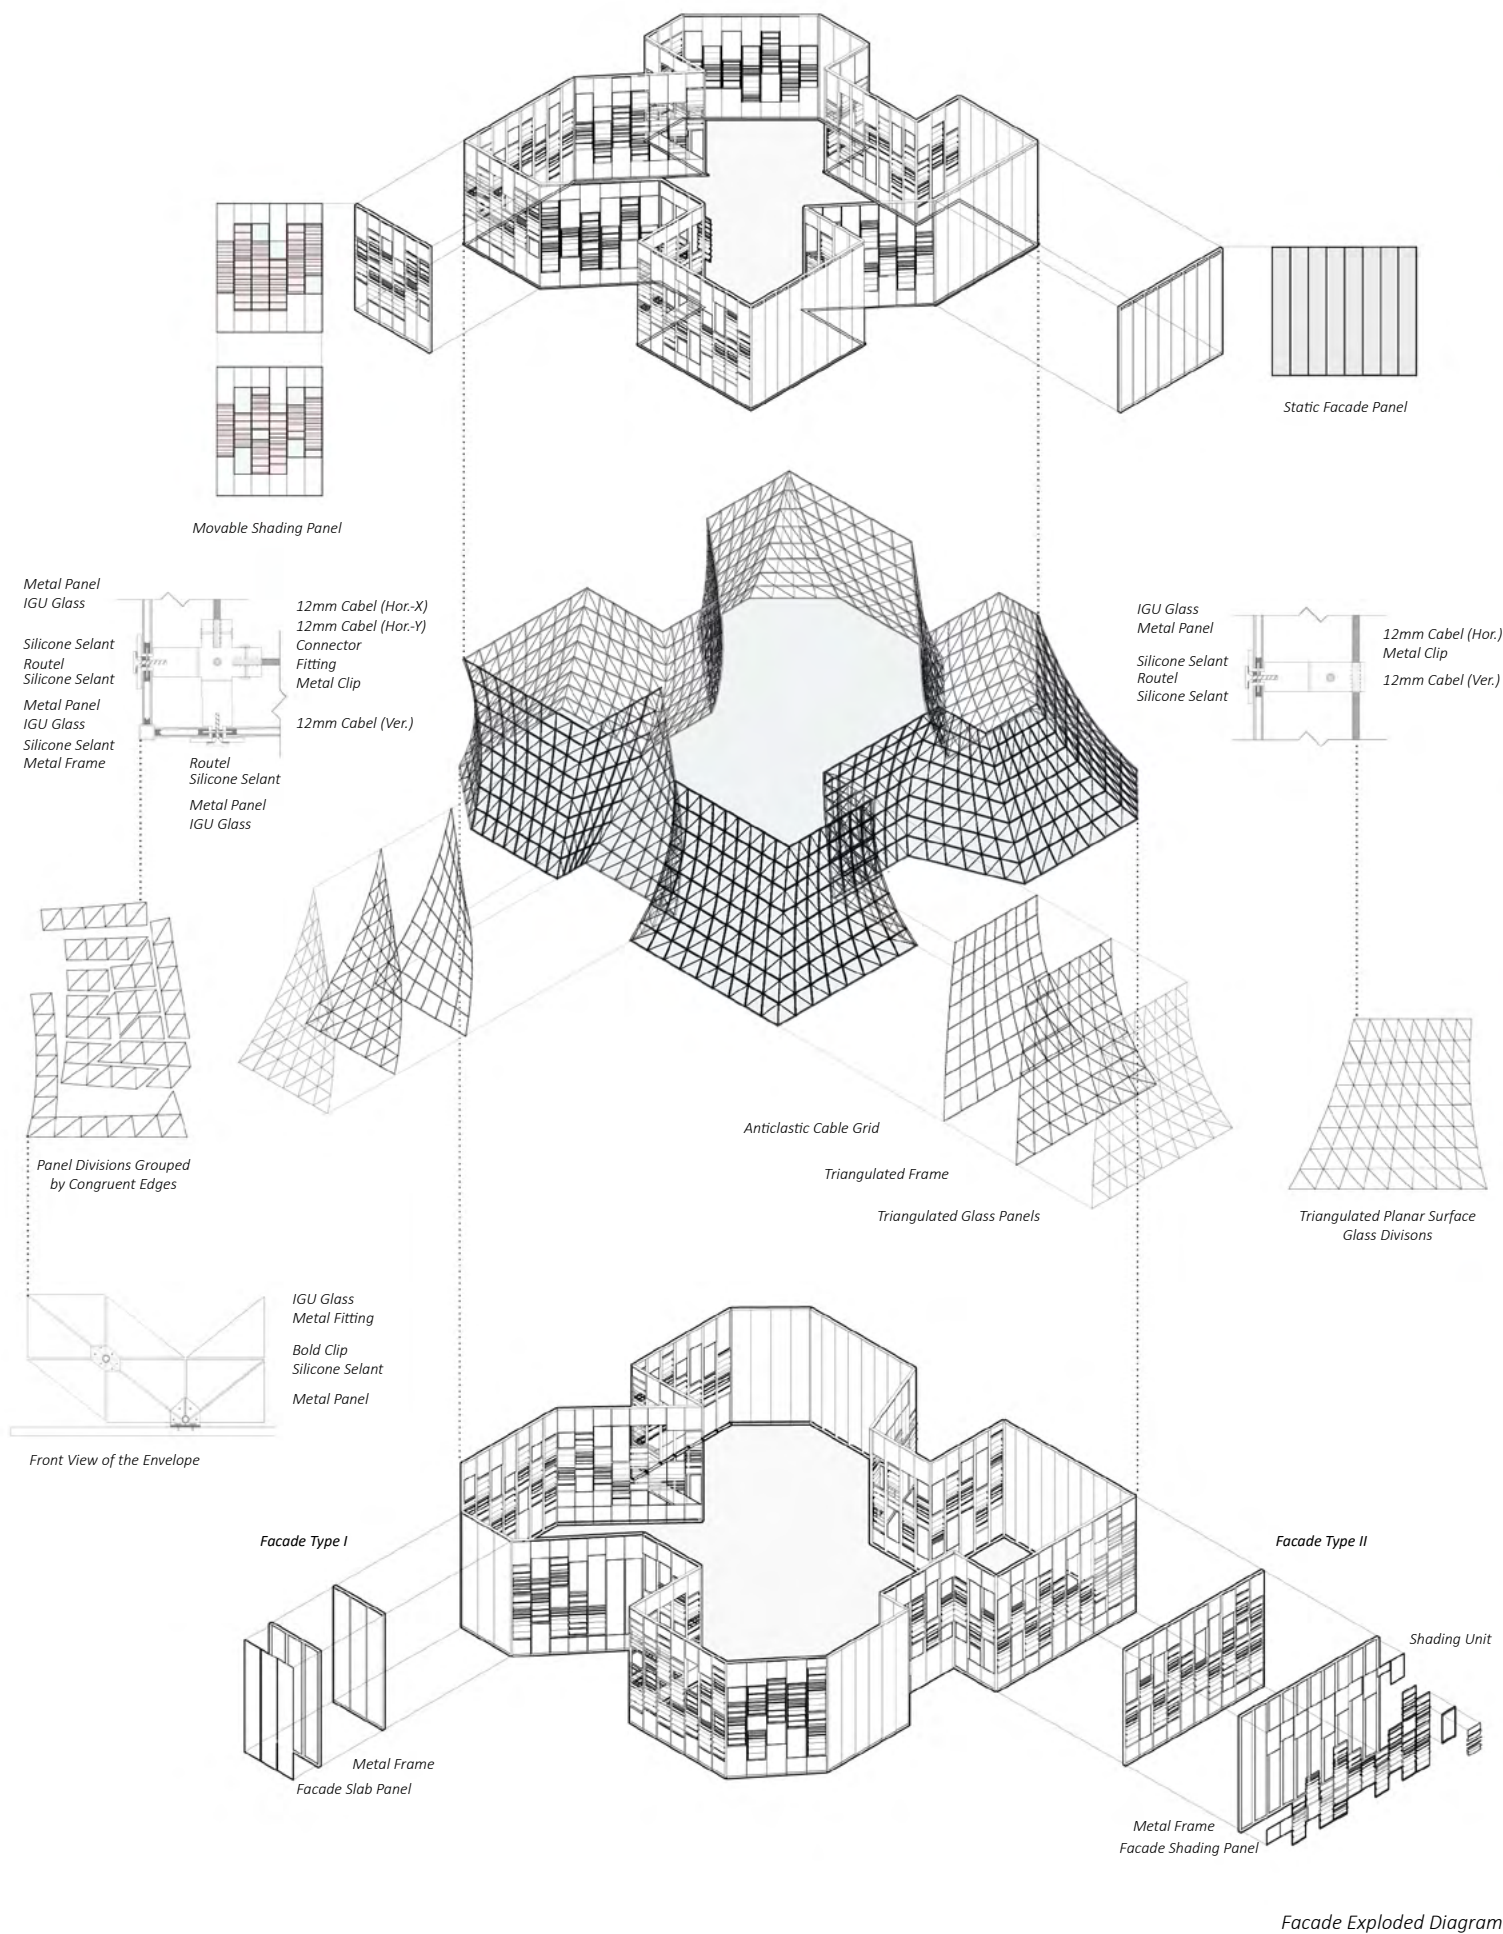 Static Facade Panel
Movable Shading Panel
Metal Panel
IGU Glass
Silicone Selant
Routel
Silicone Selant
Metal Panel
IGU Glass
Silicone Selant
Metal Frame
12mm Cabel (Hor.-X)
12mm Cabel (Hor.-Y)
Connector
Fitting
Metal Clip
12mm Cabel (Ver.)
Routel
Silicone Selant
Metal Panel
IGU Glass
IGU Glass
Metal Panel
Silicone Selant
Routel
Silicone Selant
12mm Cabel (Hor.)
Metal Clip
12mm Cabel (Ver.)
Panel Divisions Grouped
by Congruent Edges
Anticlastic Cable Grid
Triangulated Frame
Triangulated Glass Panels
Triangulated Planar Surface
Glass Divisons
IGU Glass
Metal Fitting
Bold Clip
Silicone Selant
Metal Panel
Front View of the Envelope
Facade Type I
Facade Type II
Shading Unit
Metal Frame
Facade Slab Panel
Metal Frame
Facade Shading Panel
Facade Exploded Diagram